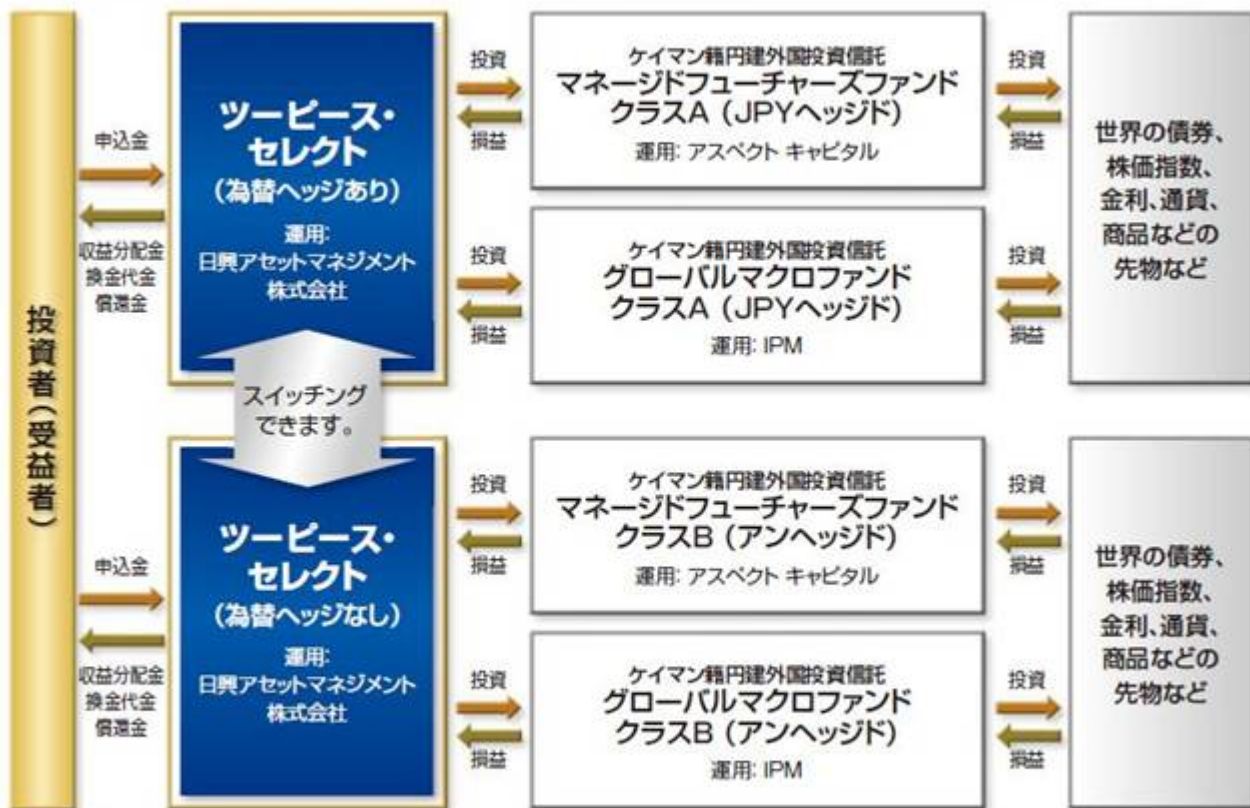 投資者（受益者）
申込金
収益分配金
換金代金
償還金
ツーピース・
セレクト
（為替ヘッジあり）
運用:
日興アセットマネジメント
株式会社
投資
損益
ケイマン籍円建外国投資信託
マネージドフューチャーズファンド
クラスA（JPYヘッジド）
運用: アスペクト キャピタル
投資
損益
投資
損益
ケイマン籍円建外国投資信託
グローバルマクロファンド
クラスA（JPYヘッジド）
運用: IPM
投資
損益
世界の債券、
株価指数、
金利、通貨、
商品などの
先物など
スイッチング
できます。
申込金
収益分配金
換金代金
償還金
ツーピース・
セレクト
（為替ヘッジなし）
運用:
日興アセットマネジメント
株式会社
投資
損益
ケイマン籍円建外国投資信託
マネージドフューチャーズファンド
クラスB（アンヘッジド）
運用: アスペクト キャピタル
投資
損益
投資
損益
ケイマン籍円建外国投資信託
グローバルマクロファンド
クラスB（アンヘッジド）
運用: IPM
投資
損益
世界の債券、
株価指数、
金利、通貨、
商品などの
先物など